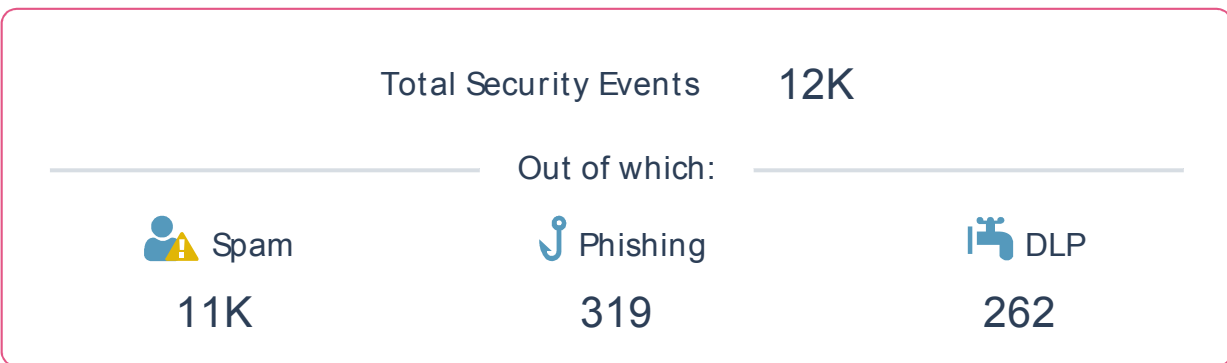 Total Security Events 12K
Out of which:
Spam Phishing DLP
11K 319 262